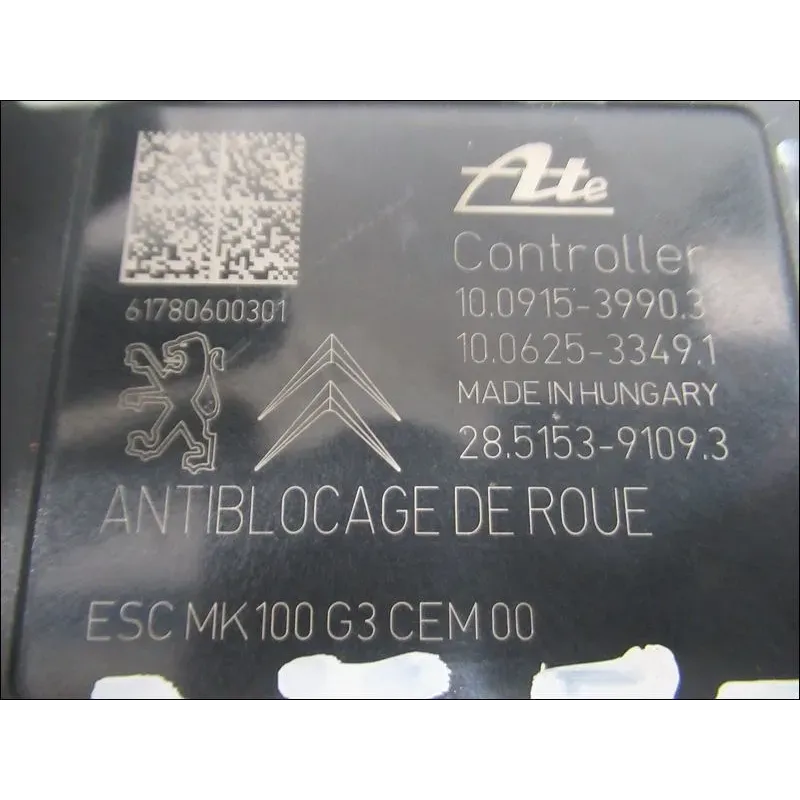 Ate
Controller
10.0915-3990.3
10.0625-3349.1
MADE IN HUNGARY
28.5153-9109.3
61780600301
ANTIBLOCAGE DE ROUE
ESC MK100 G3 CEM 00